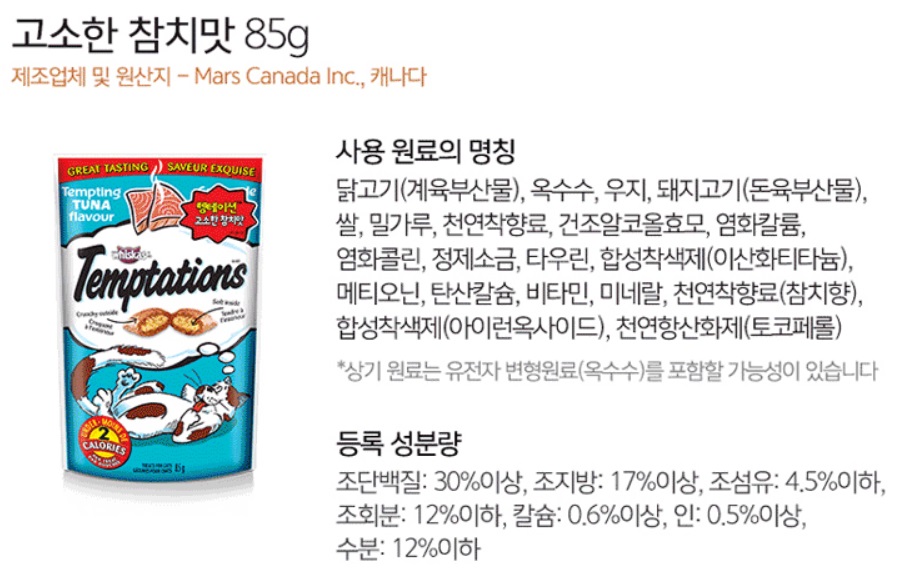 고소한 참치맛 85g
제조업체 및 원산지 – Mars Canada Inc., 캐나다
GREAT TASTING SAVEUR EXQUISE
Tempting
TUNA
flavour
템테이션
고소한 참치맛
whiskas
Temptations
Crunchy outside
Croquant
à l'extérieur
Soft inside
Tendre à
l'intérieur
UNDER - MOINS DE
2
CALORIES
85g
사용 원료의 명칭
닭고기(계육부산물), 옥수수, 우지, 돼지고기(돈육부산물),
쌀, 밀가루, 천연착향료, 건조알코올효모, 염화칼륨,
염화콜린, 정제소금, 타우린, 합성착색제(이산화티타늄),
메티오닌, 탄산칼슘, 비타민, 미네랄, 천연착향료(참치향),
합성착색제(아이런옥사이드), 천연항산화제(토코페롤)
*상기 원료는 유전자 변형원료(옥수수)를 포함할 가능성이 있습니다
등록 성분량
조단백질: 30%이상, 조지방: 17%이상, 조섬유: 4.5%이하,
조회분: 12%이하, 칼슘: 0.6%이상, 인: 0.5%이상,
수분: 12%이하